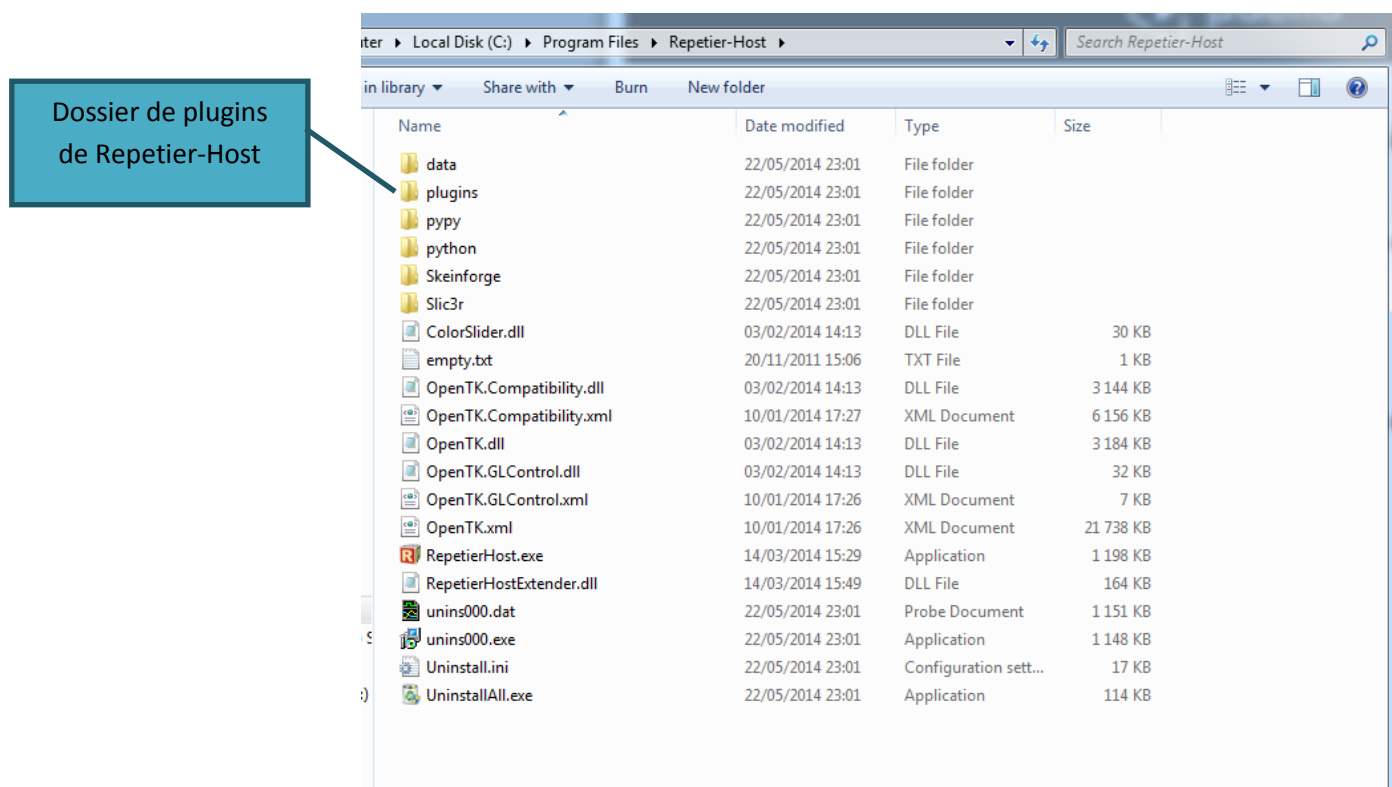 uter ▸ Local Disk (C:) ▸ Program Files ▸ Repetier-Host ▸ Search Repetier-Host
in library Share with Burn New folder
Dossier de plugins
de Repetier-Host
Name Date modified Type Size
data 22/05/2014 23:01 File folder
plugins 22/05/2014 23:01 File folder
pypy 22/05/2014 23:01 File folder
python 22/05/2014 23:01 File folder
Skeinforge 22/05/2014 23:01 File folder
Slic3r 22/05/2014 23:01 File folder
ColorSlider.dll 03/02/2014 14:13 DLL File 30 KB
empty.txt 20/11/2011 15:06 TXT File 1 KB
OpenTK.Compatibility.dll 03/02/2014 14:13 DLL File 3 144 KB
OpenTK.Compatibility.xml 10/01/2014 17:27 XML Document 6 156 KB
OpenTK.dll 03/02/2014 14:13 DLL File 3 184 KB
OpenTK.GLControl.dll 03/02/2014 14:13 DLL File 32 KB
OpenTK.GLControl.xml 10/01/2014 17:26 XML Document 7 KB
OpenTK.xml 10/01/2014 17:26 XML Document 21 738 KB
RepetierHost.exe 14/03/2014 15:29 Application 1 198 KB
RepetierHostExtender.dll 14/03/2014 15:49 DLL File 164 KB
unins000.dat 22/05/2014 23:01 Probe Document 1 151 KB
unins000.exe 22/05/2014 23:01 Application 1 148 KB
Uninstall.ini 22/05/2014 23:01 Configuration sett... 17 KB
:) UninstallAll.exe 22/05/2014 23:01 Application 114 KB